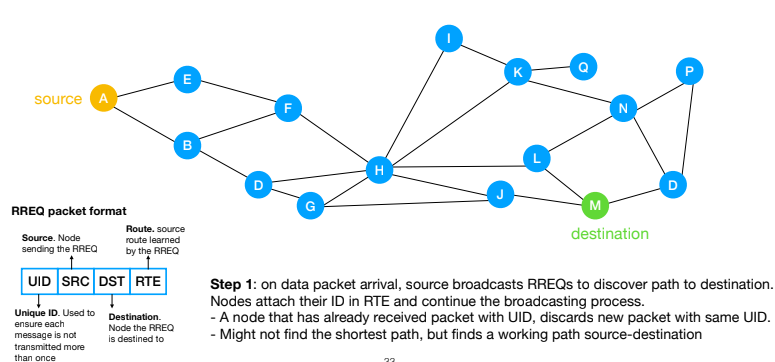 I
K
Q
P
E
source
A
F
N
B
L
H
D
D
G
J
M
destination
RREQ packet format
Source. Node
sending the RREQ
Route. source
route learned
by the RREQ
UID SRC DST RTE
Unique ID. Used to
ensure each
message is not
transmitted more
than once
Destination.
Node the RREQ
is destined to
Step 1: on data packet arrival, source broadcasts RREQs to discover path to destination.
Nodes attach their ID in RTE and continue the broadcasting process.
- A node that has already received packet with UID, discards new packet with same UID.
- Might not find the shortest path, but finds a working path source-destination